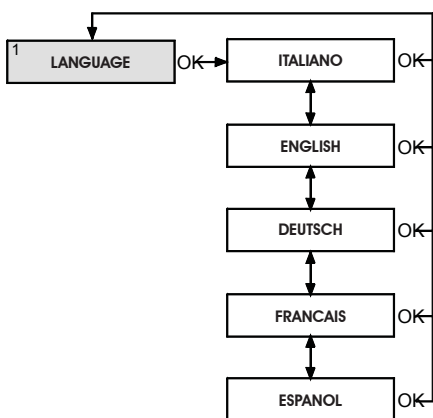 1
LANGUAGE OK ITALIANO OK
ENGLISH OK
DEUTSCH OK
FRANCAIS OK
ESPANOL OK